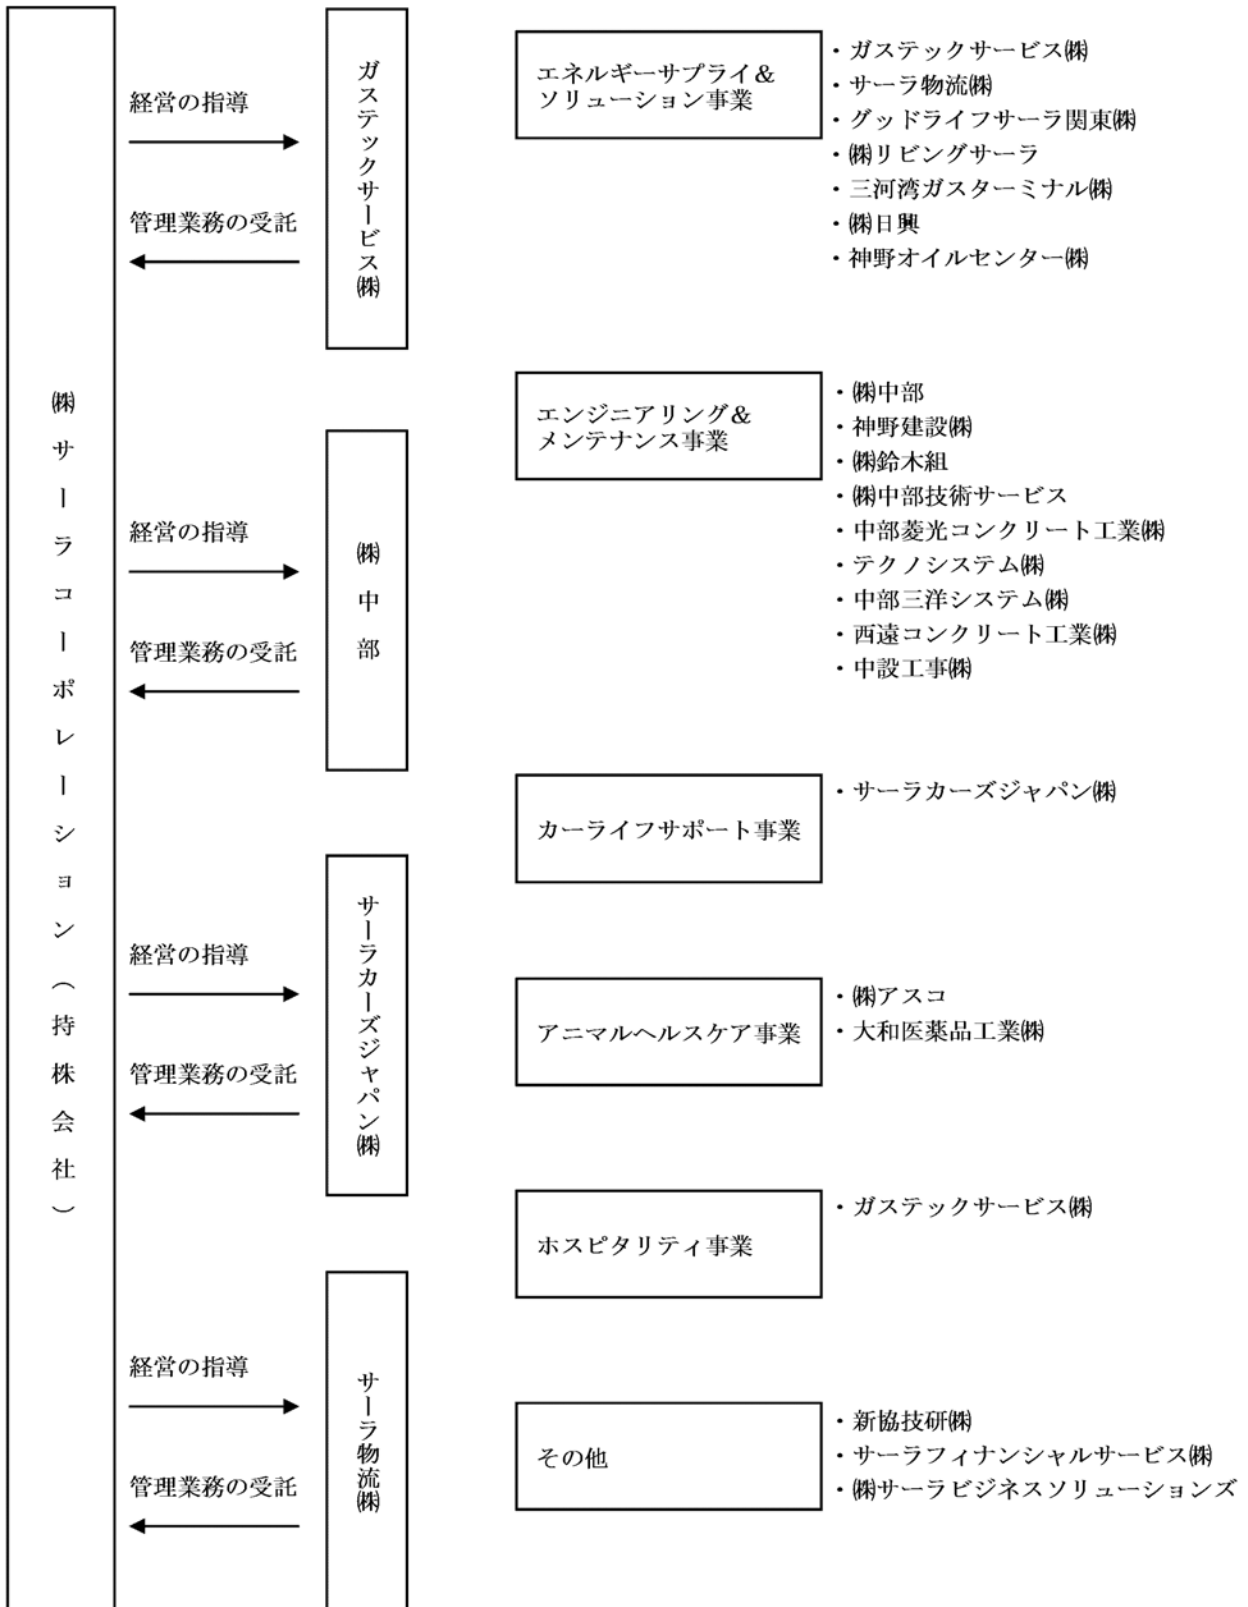 ㈱サーラコーポレーション（持株会社）
経営の指導
管理業務の受託
ガステックサービス㈱
経営の指導
管理業務の受託
㈱中部
経営の指導
管理業務の受託
サーラカーズジャパン㈱
経営の指導
管理業務の受託
サーラ物流㈱
エネルギーサプライ＆
ソリューション事業
・ガステックサービス㈱
・サーラ物流㈱
・グッドライフサーラ関東㈱
・㈱リビングサーラ
・三河湾ガスターミナル㈱
・㈱日興
・神野オイルセンター㈱
エンジニアリング＆
メンテナンス事業
・㈱中部
・神野建設㈱
・㈱鈴木組
・㈱中部技術サービス
・中部菱光コンクリート工業㈱
・テクノシステム㈱
・中部三洋システム㈱
・西遠コンクリート工業㈱
・中設工事㈱
カーライフサポート事業
・サーラカーズジャパン㈱
アニマルヘルスケア事業
・㈱アスコ
・大和医薬品工業㈱
ホスピタリティ事業
・ガステックサービス㈱
その他
・新協技研㈱
・サーラフィナンシャルサービス㈱
・㈱サーラビジネスソリューションズ